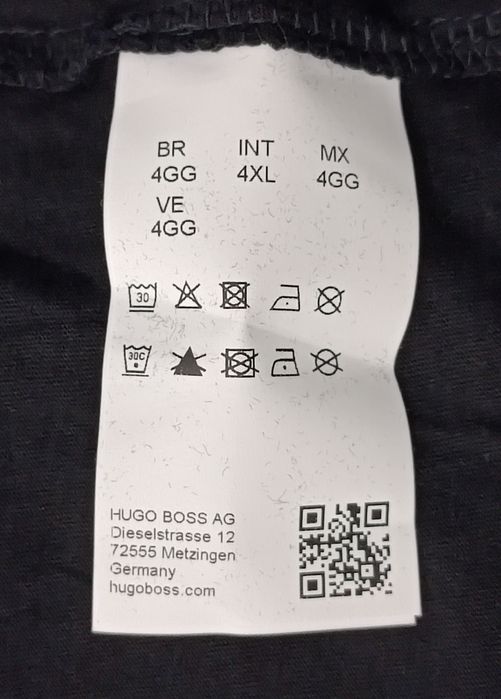 BR INT MX
4GG 4XL 4GG
VE
4GG
30
30C
HUGO BOSS AG
Dieselstrasse 12
72555 Metzingen
Germany
hugoboss.com